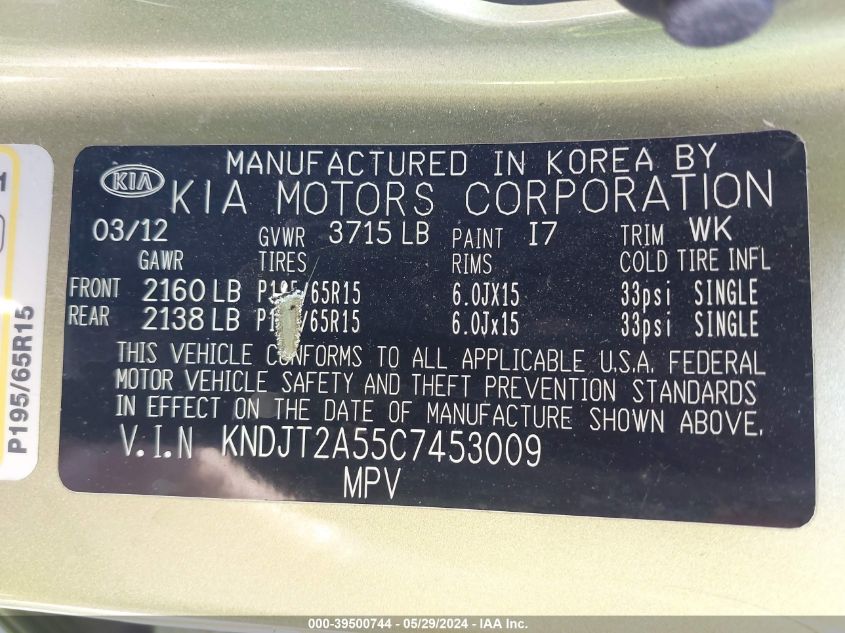 MANUFACTURED IN KOREA BY
KIA KIA MOTORS CORPORATION
03/12 GVWR 3715 LB PAINT I7 TRIM WK
GAWR TIRES RIMS COLD TIRE INFL
FRONT 2160 LB P195/65R15 6.0JX15 33psi SINGLE
REAR 2138 LB /65R15 6.0Jx15 33psi SINGLE
THIS VEHICLE CONFORMS TO ALL APPLICABLE U.S.A. FEDERAL
MOTOR VEHICLE SAFETY AND THEFT PREVENTION STANDARDS
IN EFFECT ON THE DATE OF MANUFACTURE SHOWN ABOVE.
V.I.N KNDJT2A55C7453009
MPV
P195/65R15
000-39500744 - 05/29/2024 - IAA Inc.